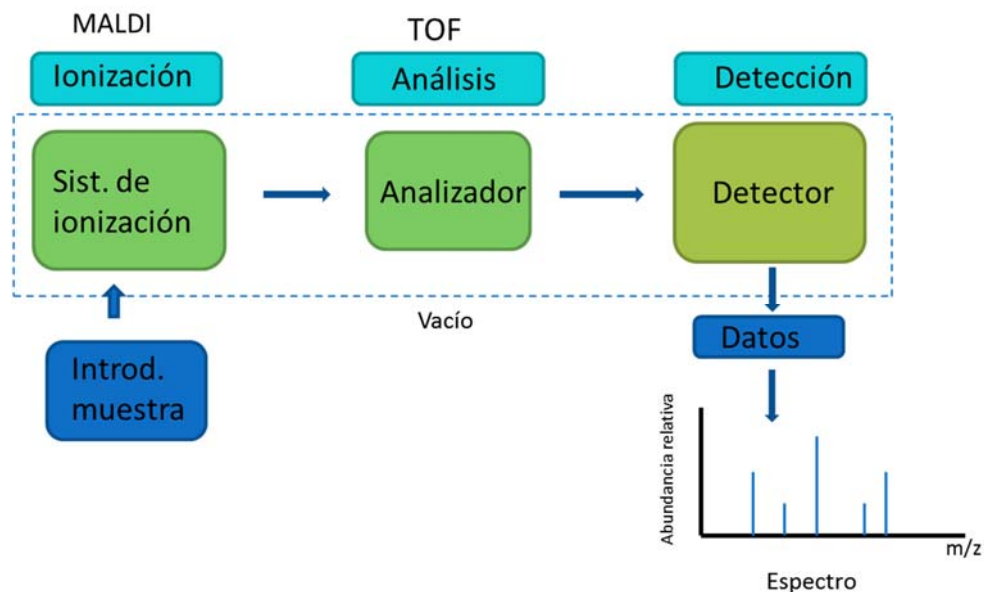 MALDI
TOF
Ionización
Análisis
Detección
Sist. de
ionización
Analizador
Detector
Vacío
Introd.
muestra
Datos
Abundancia relativa
m/z
Espectro